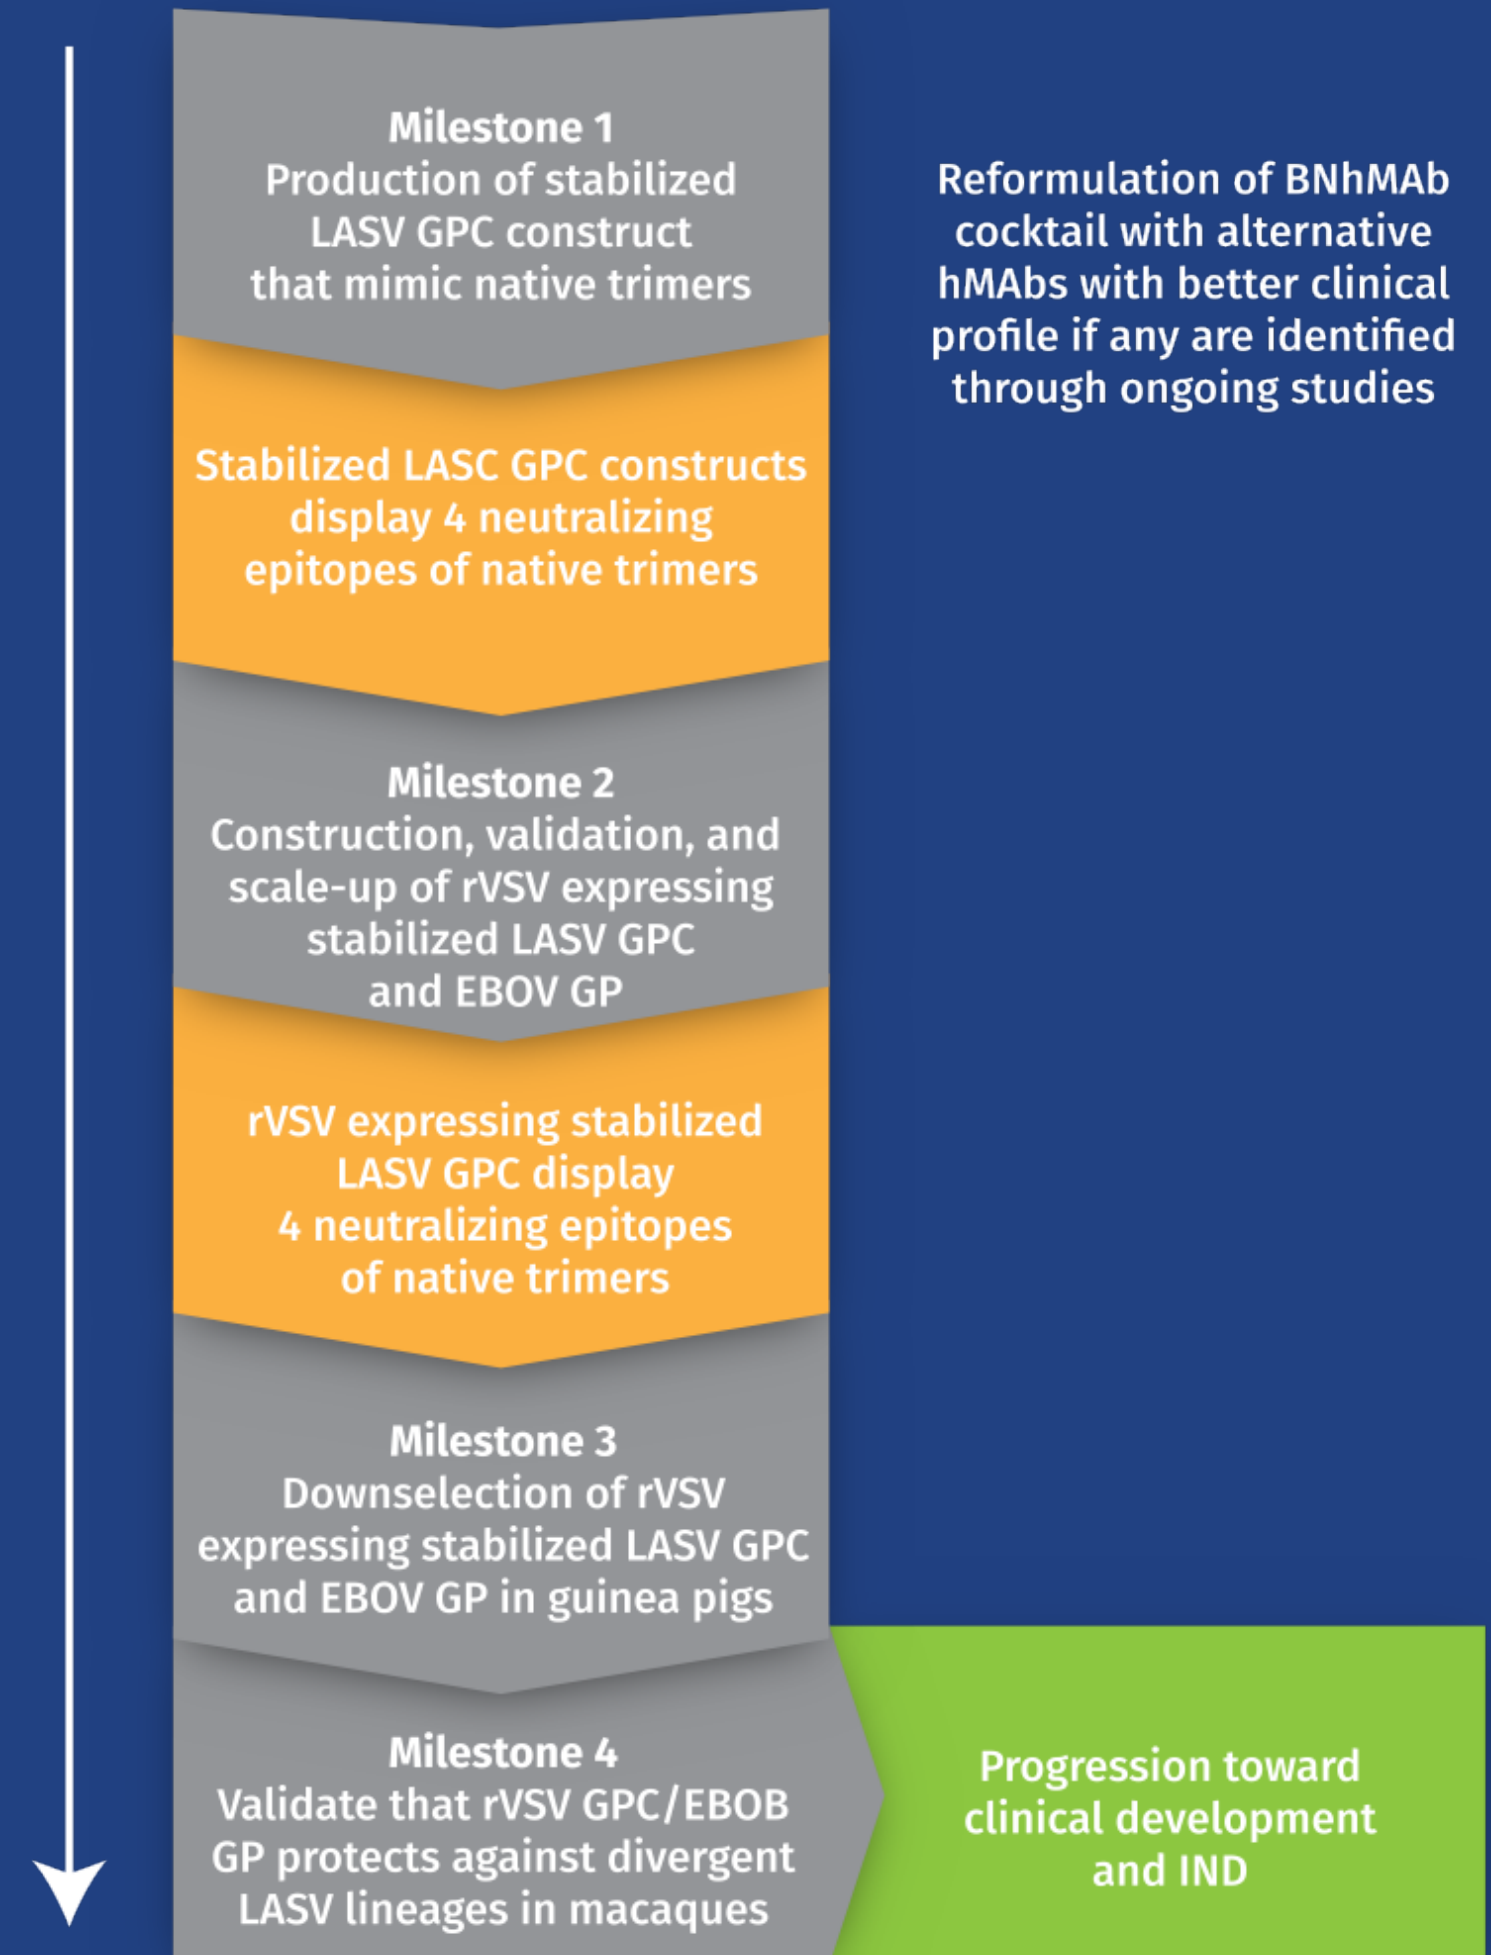 Milestone 1
Production of stabilized
LASV GPC construct
that mimic native trimers
Reformulation of BNhMAb
cocktail with alternative
hMAbs with better clinical
profile if any are identified
through ongoing studies
Stabilized LASC GPC constructs
display 4 neutralizing
epitopes of native trimers
Milestone 2
Construction, validation, and
scale-up of rVSV expressing
stabilized LASV GPC
and EBOV GP
rVSV expressing stabilized
LASV GPC display
4 neutralizing epitopes
of native trimers
Milestone 3
Downselection of rVSV
expressing stabilized LASV GPC
and EBOV GP in guinea pigs
Milestone 4
Validate that rVSV GPC/EBOB
GP protects against divergent
LASV lineages in macaques
Progression toward
clinical development
and IND